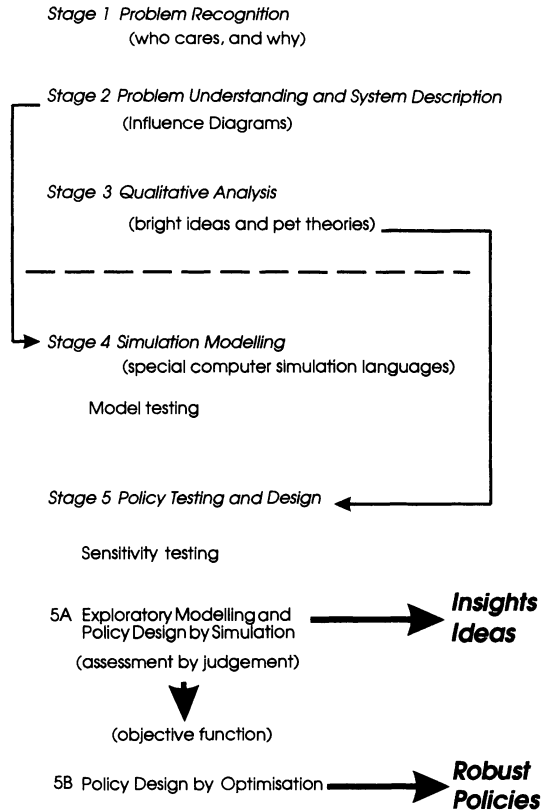 Stage 1 Problem Recognition
(who cares, and why)
Stage 2 Problem Understanding and System Description
(Influence Diagrams)
Stage 3 Qualitative Analysis
(bright ideas and pet theories)
Stage 4 Simulation Modelling
(special computer simulation languages)
Model testing
Stage 5 Policy Testing and Design
Sensitivity testing
5A Exploratory Modelling and
Policy Design by Simulation
(assessment by judgement)
Insights
Ideas
(objective function)
5B Policy Design by Optimisation
Robust
Policies